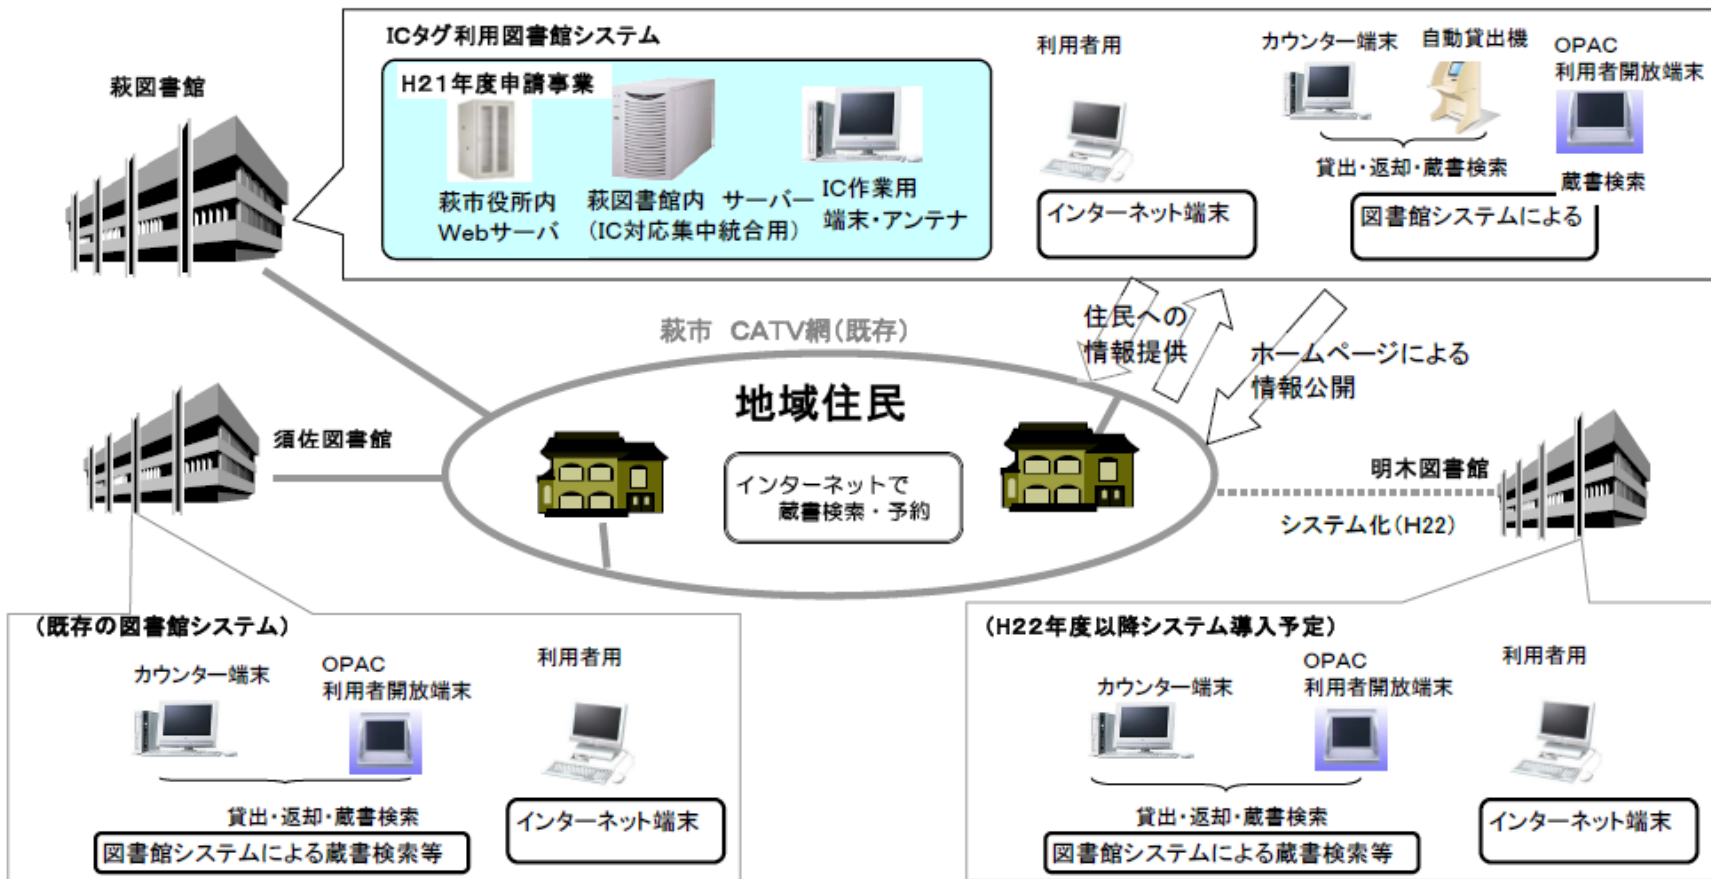 ICタグ利用図書館システム
H21年度申請事業
萩市役所内
Webサーバ
萩図書館内 サーバー
(IC対応集中統合用)
IC作業用
端末・アンテナ
利用者用
インターネット端末
カウンター端末
自動貸出機
OPAC
利用者開放端末
貸出・返却・蔵書検索
蔵書検索
図書館システムによる
萩図書館
萩市 CATV網(既存)
住民への
情報提供
ホームページによる
情報公開
地域住民
須佐図書館
インターネットで
蔵書検索・予約
明木図書館
システム化(H22)
(既存の図書館システム)
カウンター端末
OPAC
利用者開放端末
利用者用
貸出・返却・蔵書検索
図書館システムによる蔵書検索等
インターネット端末
(H22年度以降システム導入予定)
カウンター端末
OPAC
利用者開放端末
利用者用
貸出・返却・蔵書検索
図書館システムによる蔵書検索等
インターネット端末